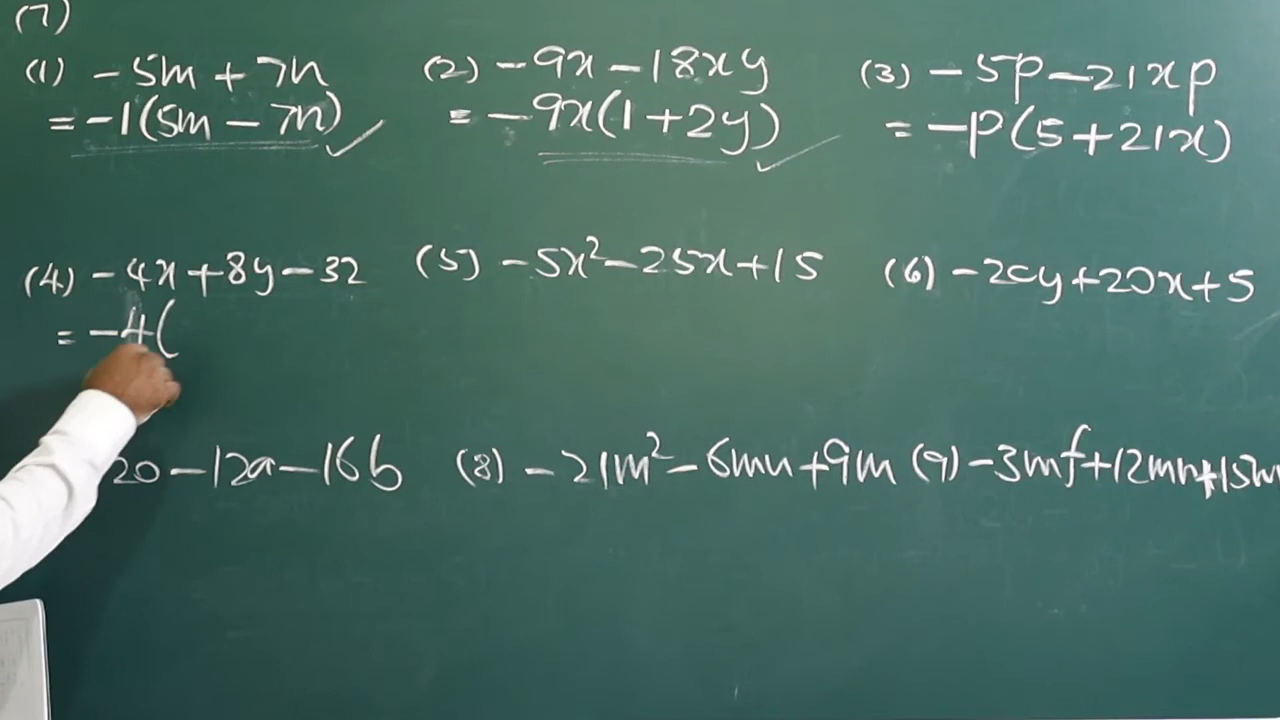 (7)
(1) -5m+7n (2) -9x-18xy (3) -5p-21xp
= -1(5m-7n) = -9x(1+2y) = -p(5+21x)
(4) -4x+8y-32 (5) -5x²-25x+15 (6) -20y+20x+5
= -4(
20-12a-16b (8) -21m²-6mn+9m (9) -3mf+12mn+15m